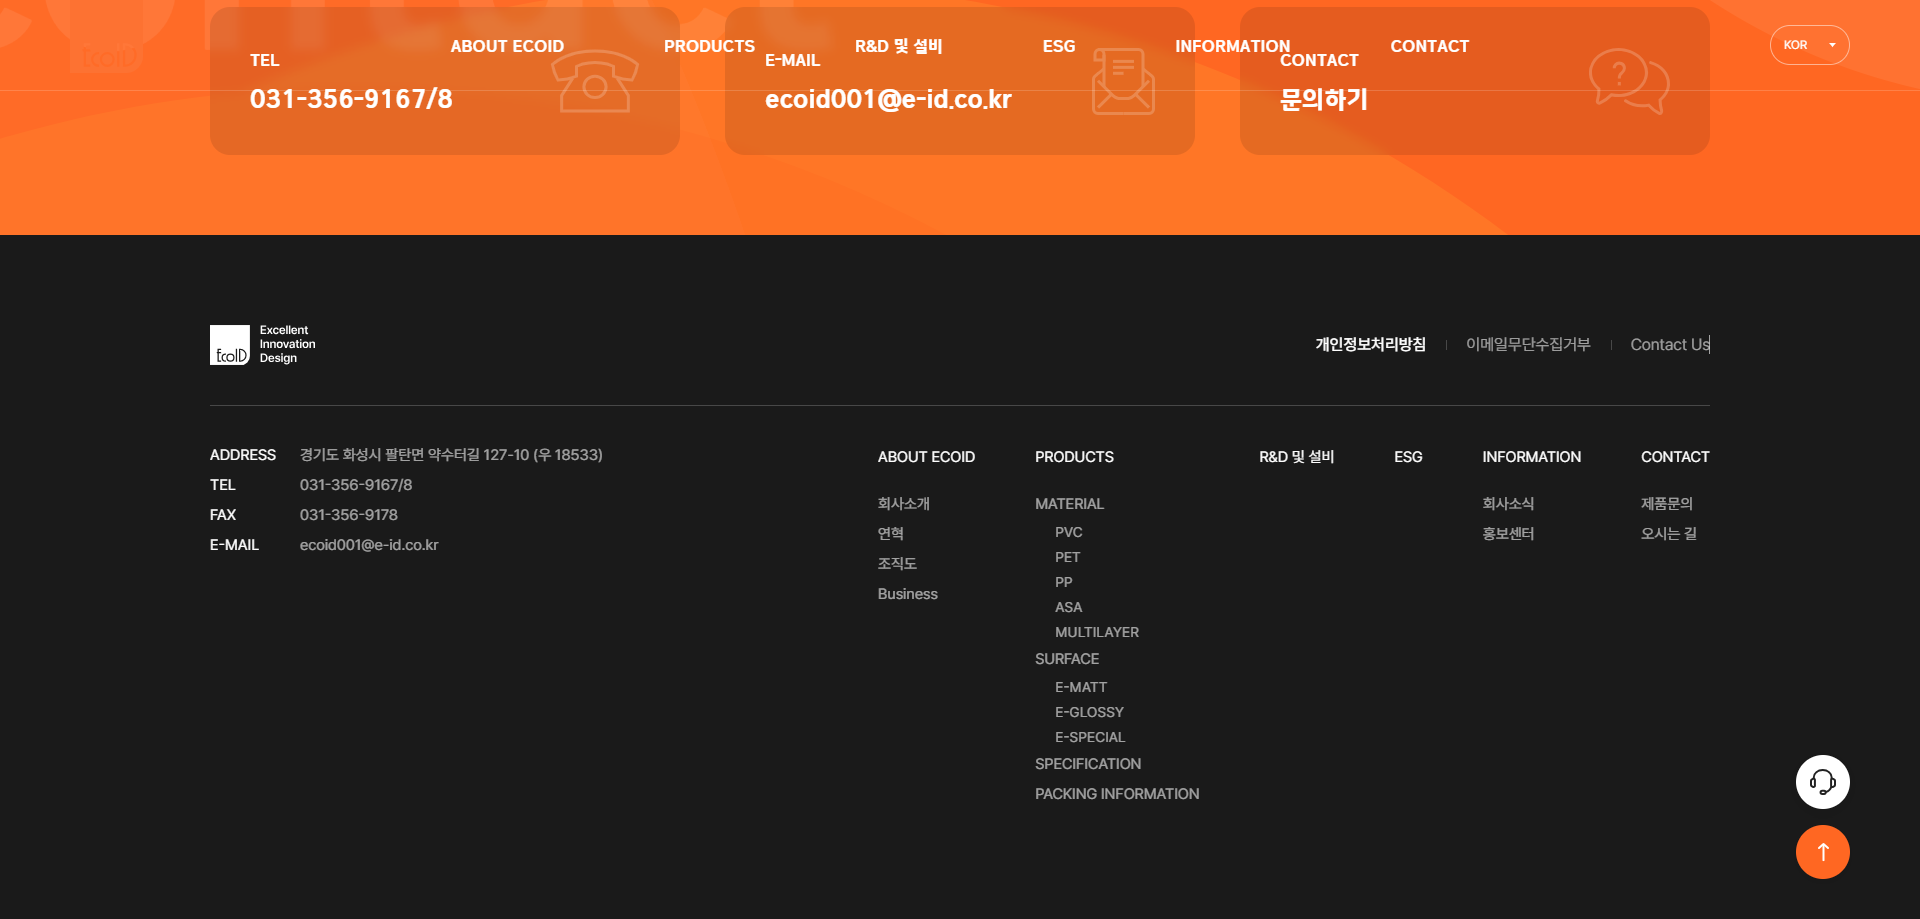 ABOUT ECOID
PRODUCTS
R&D 및 설비
ESG
INFORMATION
CONTACT
KOR
EcoID
TEL
031-356-9167/8
E-MAIL
ecoid001@e-id.co.kr
CONTACT
문의하기
EcoID
Excellent
Innovation
Design
개인정보처리방침
이메일무단수집거부
Contact Us
ADDRESS 경기도 화성시 팔탄면 악수터길 127-10 (우 18533)
TEL 031-356-9167/8
FAX 031-356-9178
E-MAIL ecoid001@e-id.co.kr
ABOUT ECOID
회사소개
연혁
조직도
Business
PRODUCTS
MATERIAL
PVC
PET
PP
ASA
MULTILAYER
SURFACE
E-MATT
E-GLOSSY
E-SPECIAL
SPECIFICATION
PACKING INFORMATION
R&D 및 설비
ESG
INFORMATION
회사소식
홍보센터
CONTACT
제품문의
오시는 길